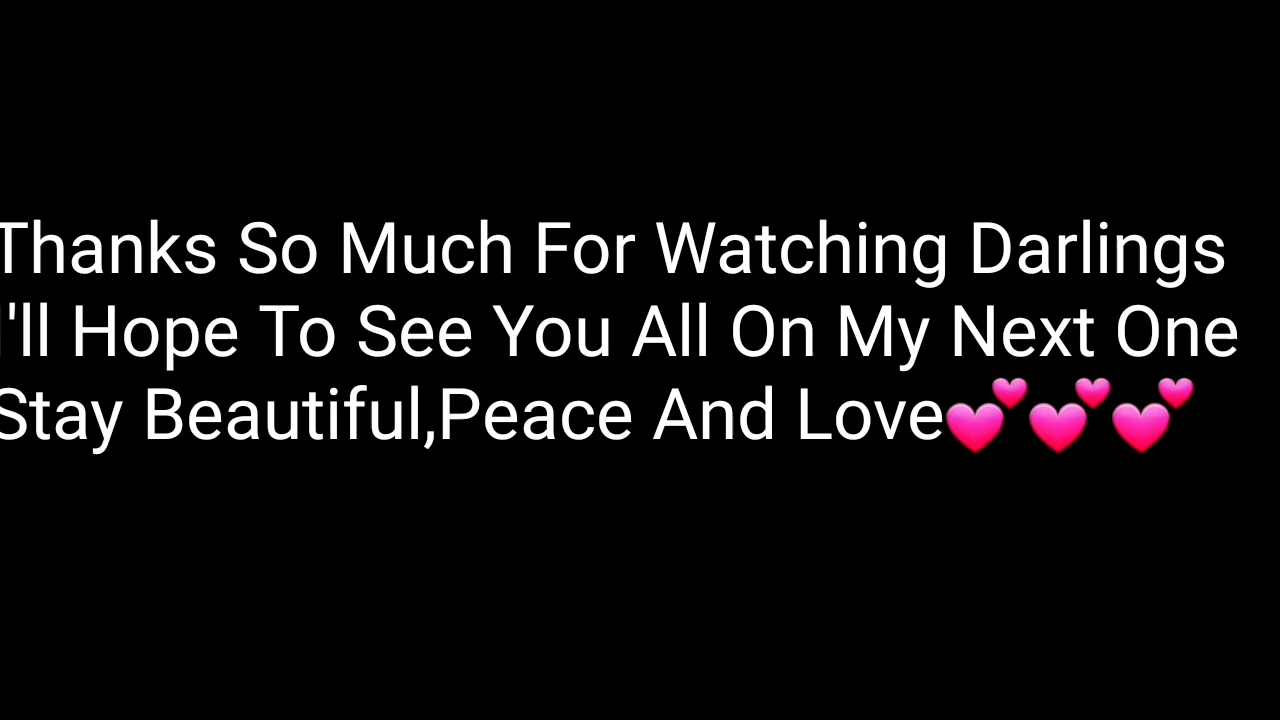 Thanks So Much For Watching Darlings
I'll Hope To See You All On My Next One
Stay Beautiful,Peace And Love💕💕💕